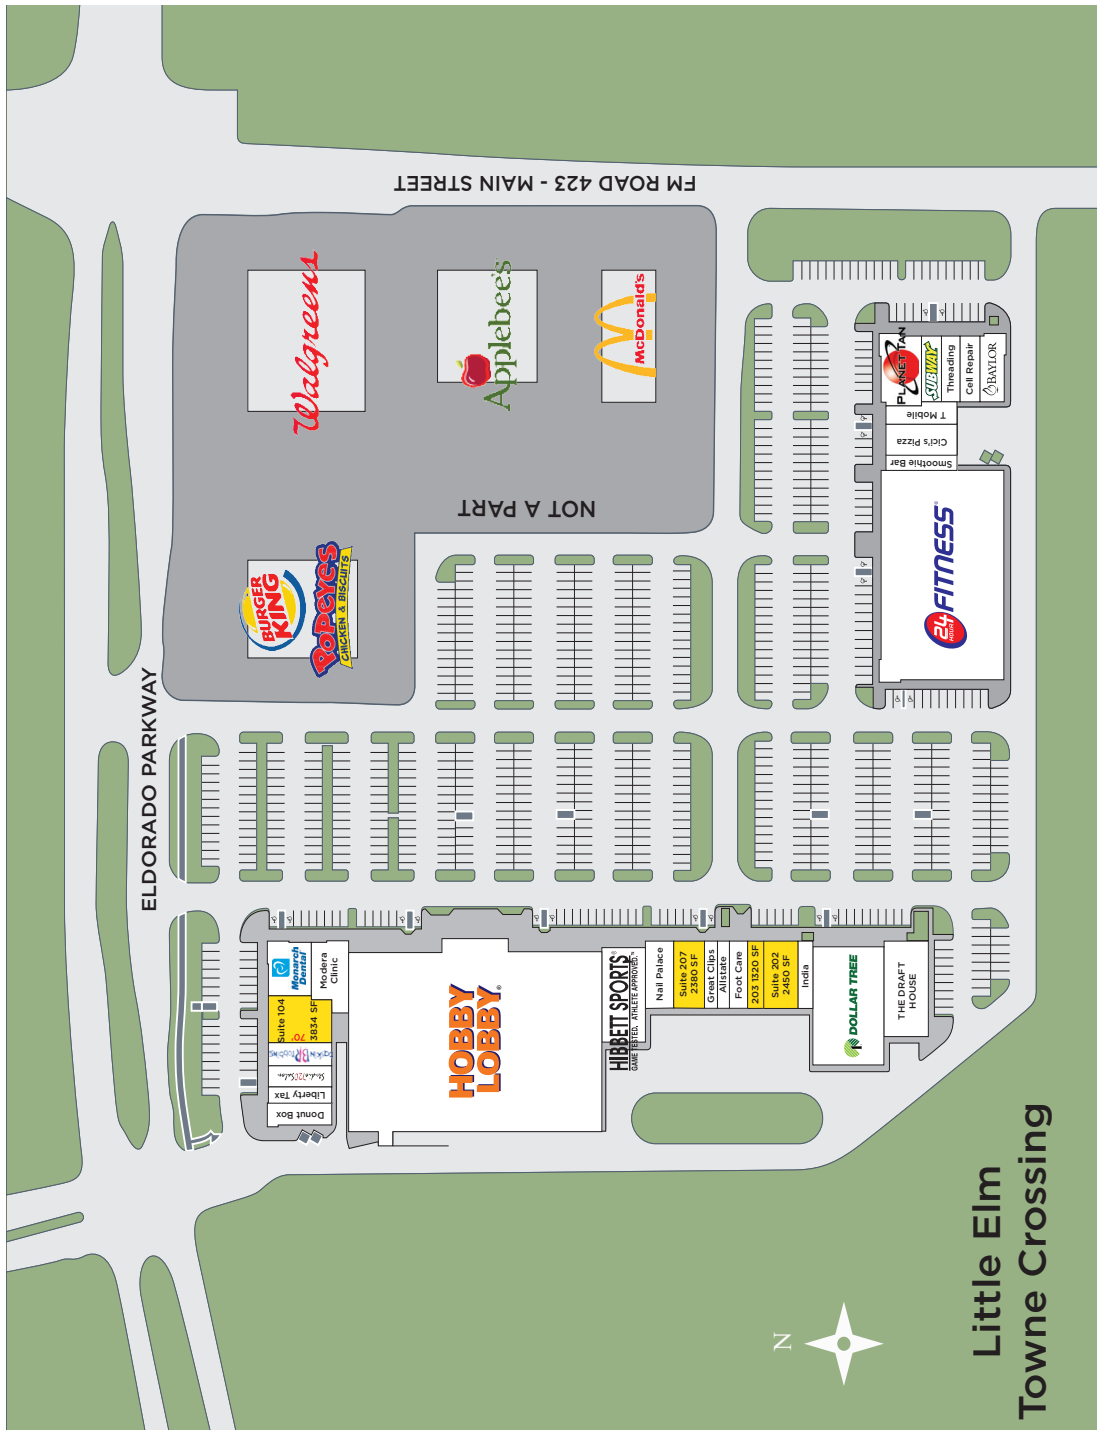 FM ROAD 423 - MAIN STREET
Walgreens
Applebee's
McDonald's
NOT A PART
BURGER
KING
POPEYES
CHICKEN & BISCUITS
ELDORADO PARKWAY
PLANET TAN
SUBWAY
Threading
Cell Repair
BAYLOR
T Mobile
Cici's Pizza
Smoothie Bar
24
HOUR
FITNESS
Monarch
Dental
Modera
Clinic
Suite 104
70'
3834 SF
BR
Liberty Tax
Donut Box
HOBBY
LOBBY®
HIBBETT SPORTS®
GAME TESTED. ATHLETE APPROVED.™
Nail Palace
Suite 207
2380 SF
Great Clips
Allstate
Foot Care
203 1320 SF
Suite 202
2450 SF
India
DOLLAR TREE
THE DRAFT
HOUSE
N
Little Elm
Towne Crossing